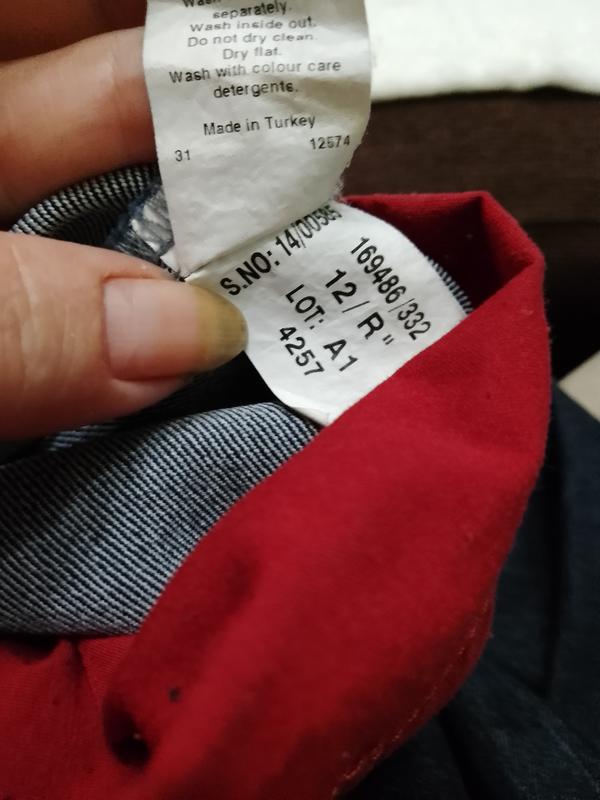 separately.
Wash inside out.
Do not dry clean.
Dry flat.
Wash with colour care
detergents.
Made in Turkey
31 12574
S.NO: 14/00585
169486/332
12/R"
LOT: A1
4257